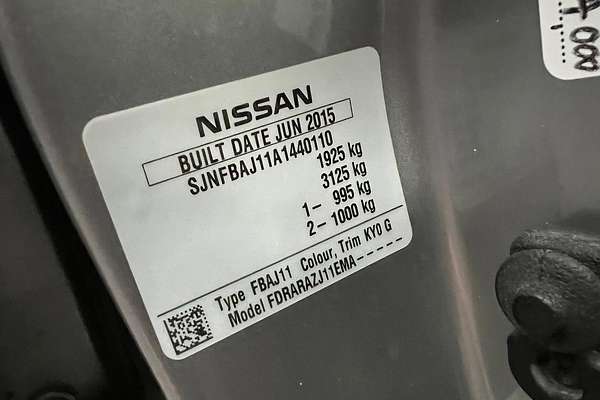 NISSAN
BUILT DATE JUN 2015
SJNFBAJ11A1440110
1925 kg
3125 kg
1- 995 kg
2- 1000 kg
Type FBAJ11 Colour, Trim KY0 G
Model FDRARAZJ11EMA-----
000